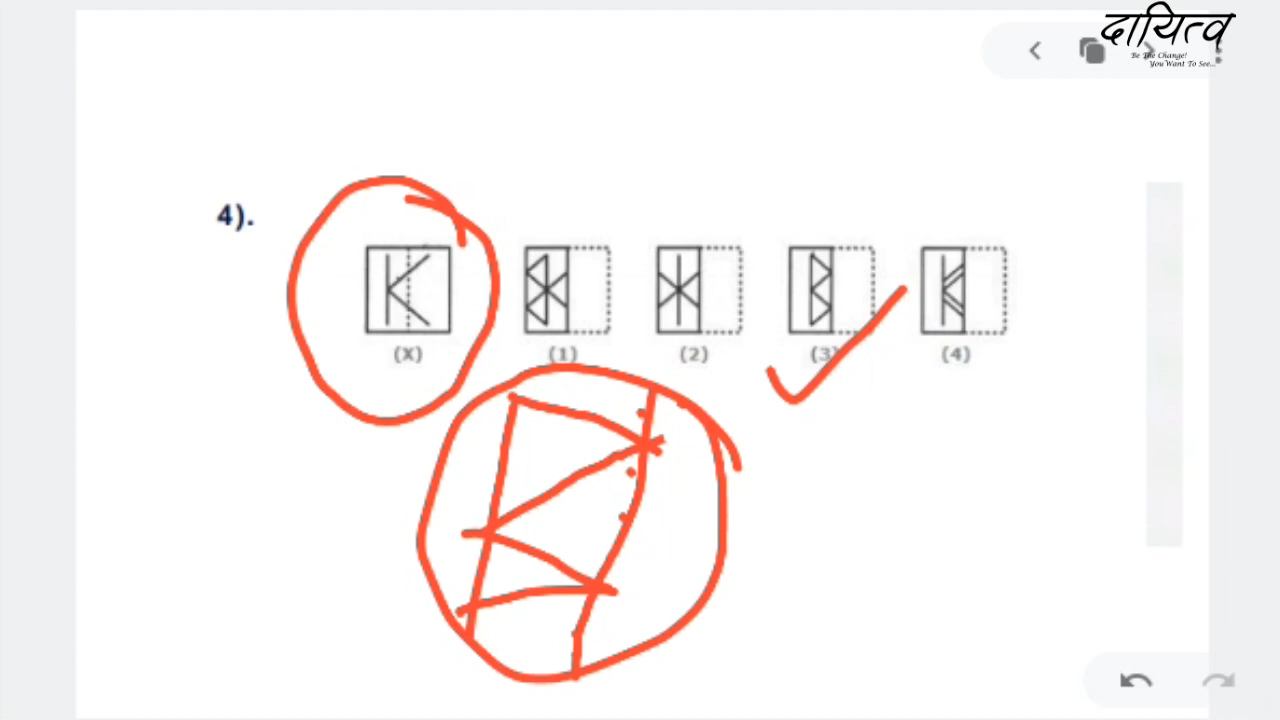 दायित्व
Be The Change!
You Want To See...
4).
(X) (1) (2) (3) (4)